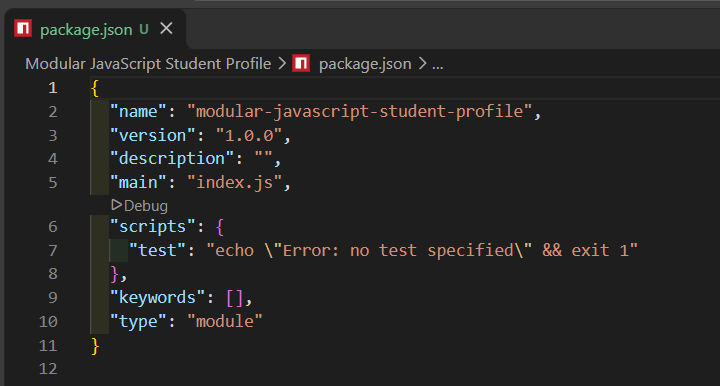 package.json U
Modular JavaScript Student Profile > package.json > ...
1 {
2 "name": "modular-javascript-student-profile",
3 "version": "1.0.0",
4 "description": "",
5 "main": "index.js",
Debug
6 "scripts": {
7 "test": "echo \"Error: no test specified\" && exit 1"
8 },
9 "keywords": [],
10 "type": "module"
11 }
12